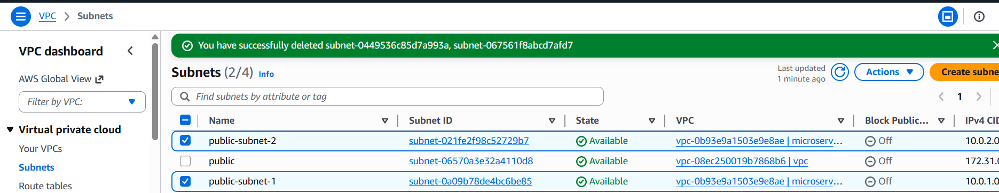 VPC > Subnets
You have successfully deleted subnet-0449536c85d7a993a, subnet-067561f8abcd7afd7
VPC dashboard
AWS Global View
Filter by VPC:
Virtual private cloud
Your VPCs
Subnets
Route tables
Subnets (2/4) Info
Last updated
1 minute ago
Actions
Create subne
Find subnets by attribute or tag
1
Name Subnet ID State VPC Block Public... IPv4 CID
public-subnet-2 subnet-021fe2f98c52729b7 Available vpc-0b93e9a1503e9e8ae | microserv... Off 10.0.2.0
public subnet-06570a3e32a4110d8 Available vpc-08ec250019b7868b6 | vpc Off 172.31.0
public-subnet-1 subnet-0a09b78de4bc6be85 Available vpc-0b93e9a1503e9e8ae | microserv... Off 10.0.1.0